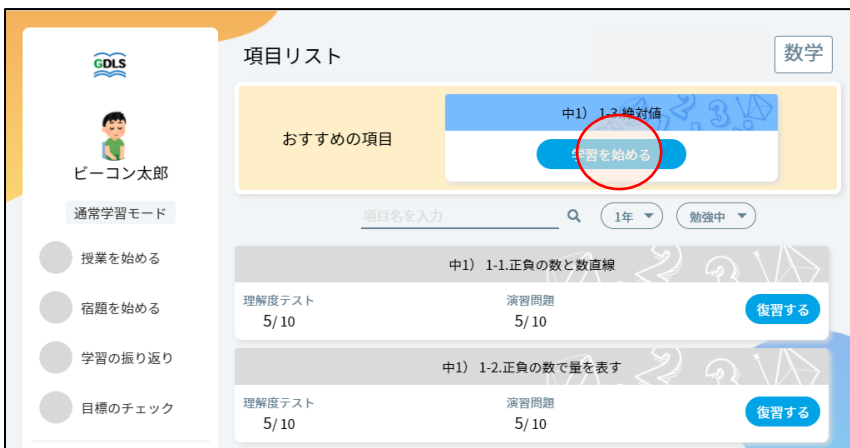 GDLS
ビーコン太郎
通常学習モード
授業を始める
宿題を始める
学習の振り返り
目標のチェック
項目リスト
数学
おすすめの項目
中1) 1-3.絶対値
学習を始める
項目名を入力
1年
勉強中
中1) 1-1.正負の数と数直線
理解度テスト 演習問題
5/ 10 5/ 10
復習する
中1) 1-2.正負の数で量を表す
理解度テスト 演習問題
5/ 10 5/ 10
復習する